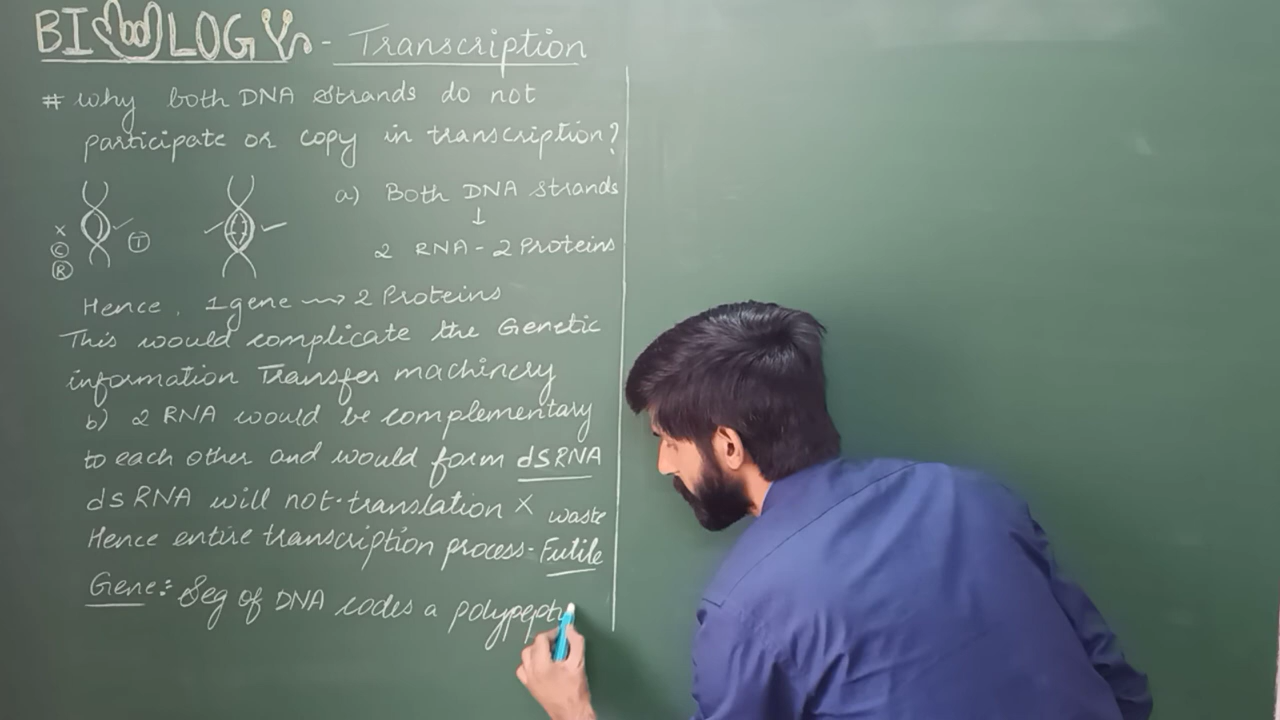 BIOLOGY - Transcription
# Why both DNA strands do not
participate or copy in transcription?
a) Both DNA strands
↓
2 RNA - 2 Proteins
x
C
R
T
Hence, 1 gene ⟿ 2 Proteins
This would complicate the Genetic
information Transfer machinery
b) 2 RNA would be complementary
to each other and would form dsRNA
dsRNA will not translation X waste
Hence entire transcription process - Futile
Gene: Seg of DNA codes a polypept